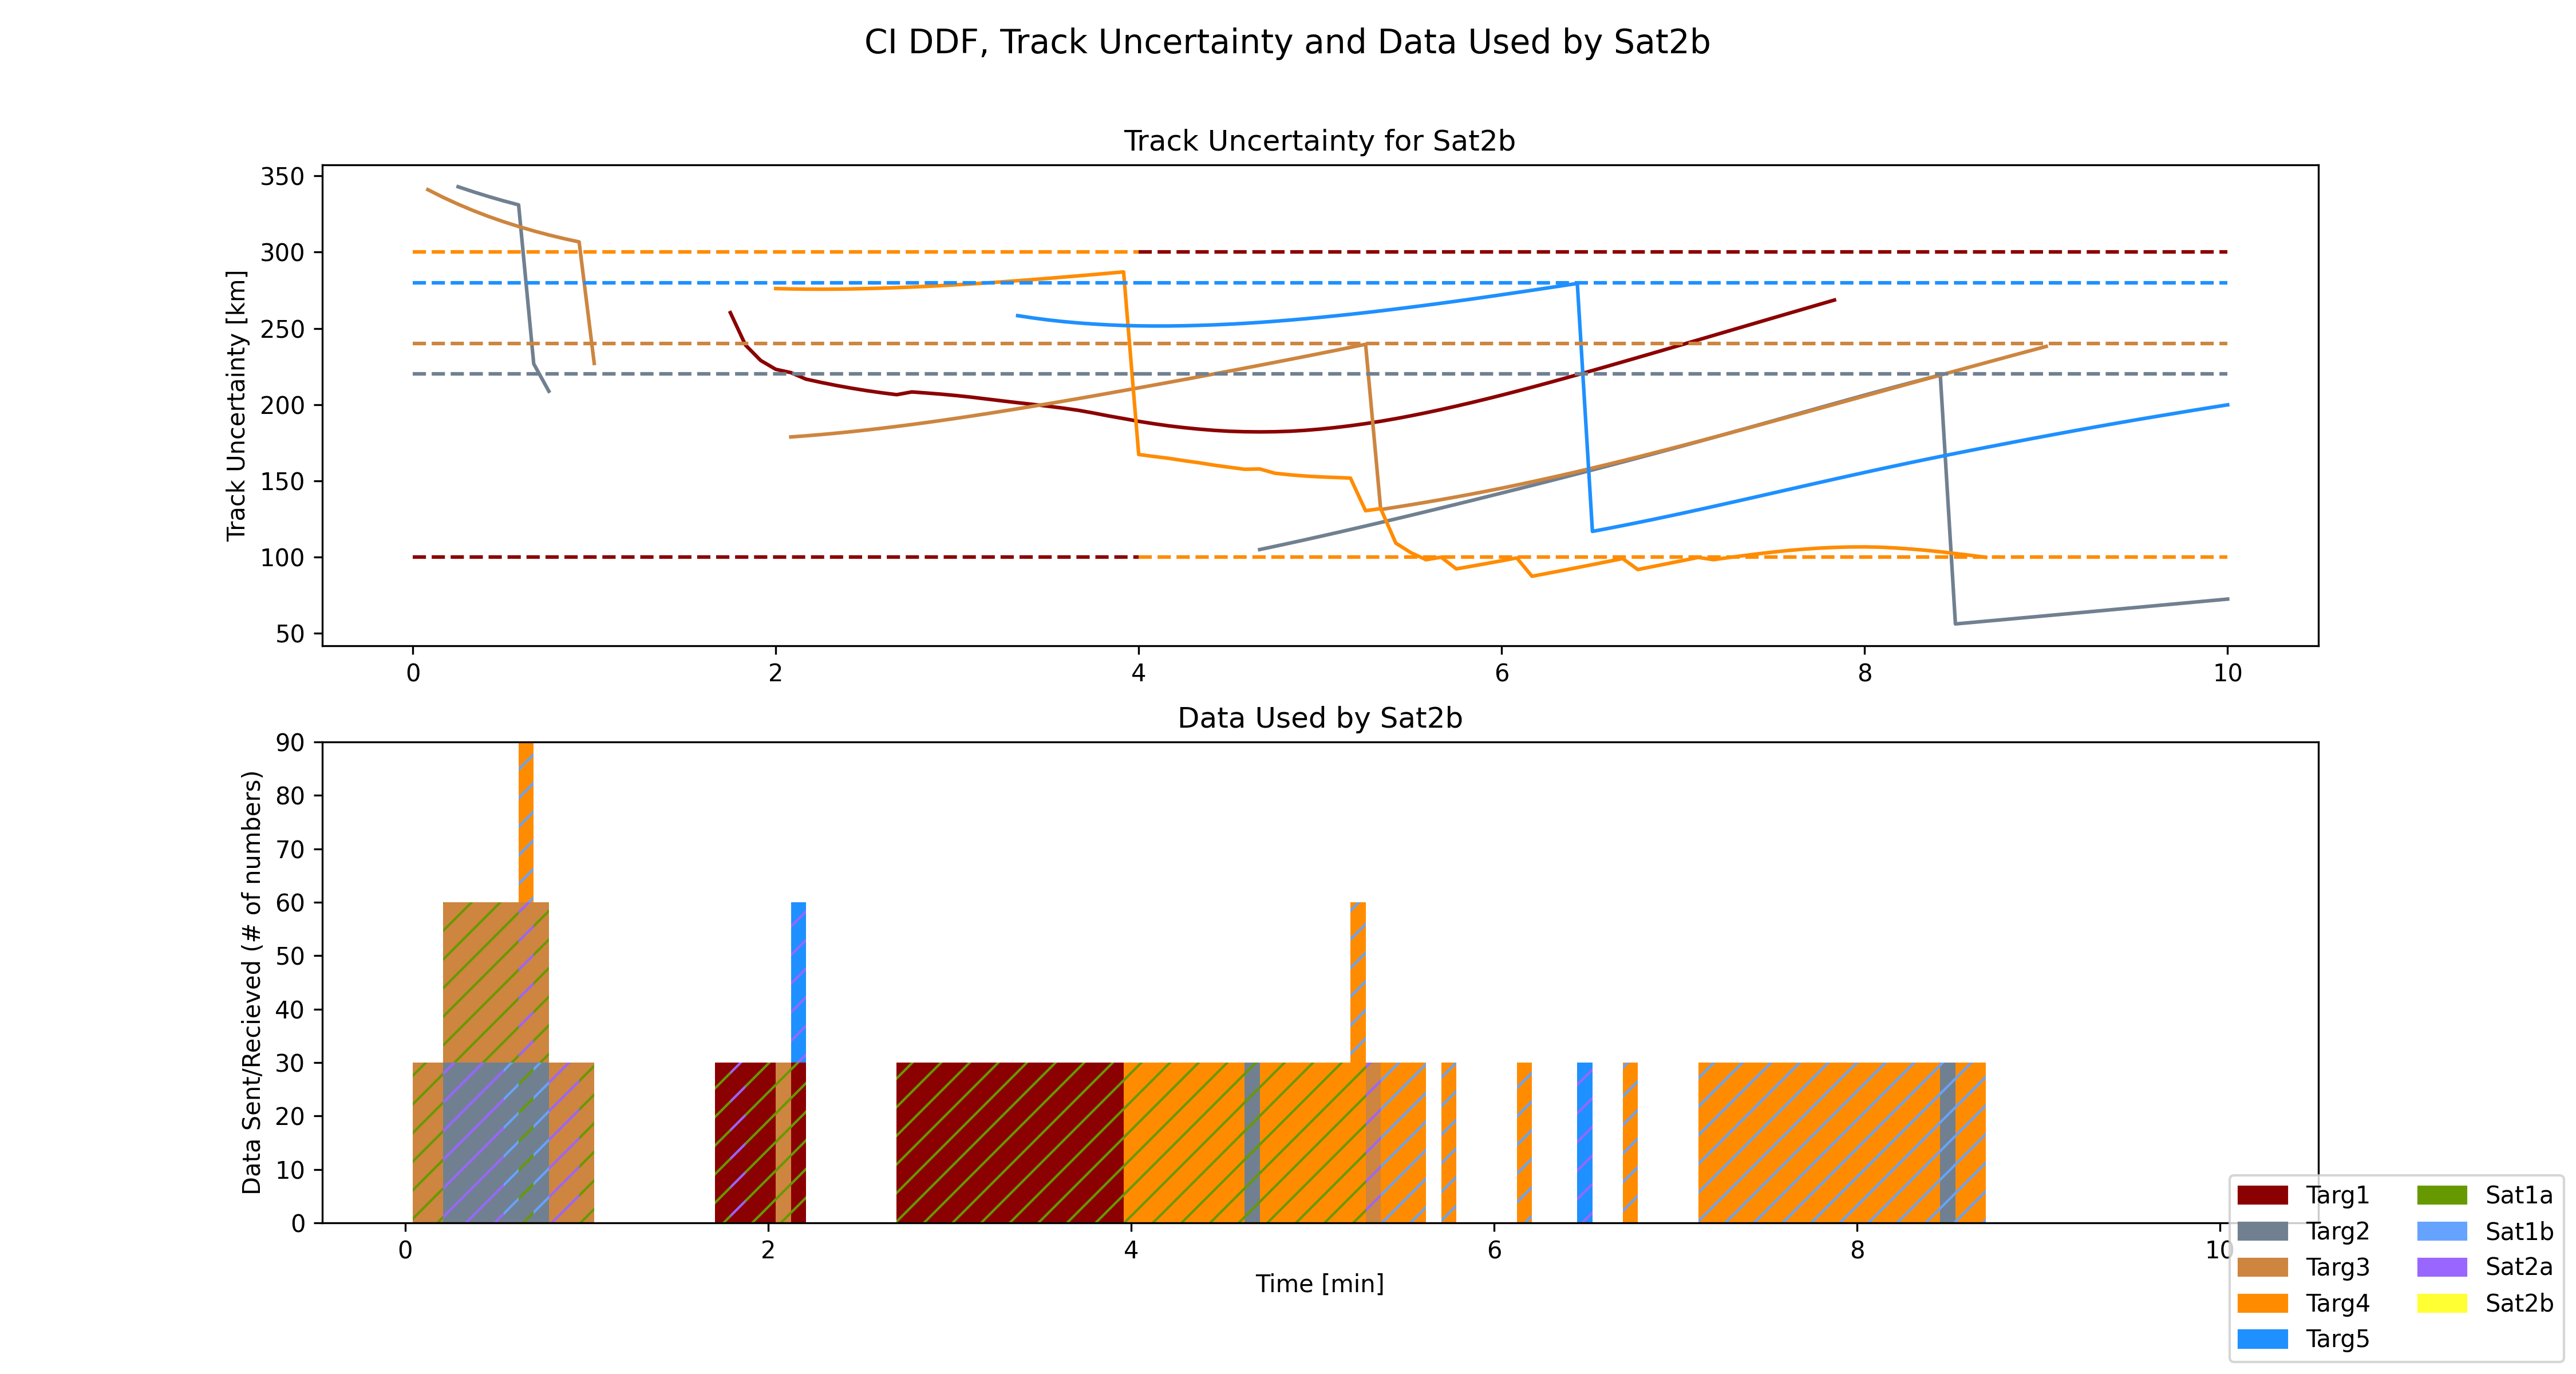 CI DDF, Track Uncertainty and Data Used by Sat2b
Track Uncertainty for Sat2b
Track Uncertainty [km]
350
300
250
200
150
100
50
0 2 4 6 8 10
Data Used by Sat2b
Data Sent/Recieved (# of numbers)
90
80
70
60
50
40
30
20
10
0
0 2 4 6 8 10
Time [min]
Targ1 Sat1a
Targ2 Sat1b
Targ3 Sat2a
Targ4 Sat2b
Targ5